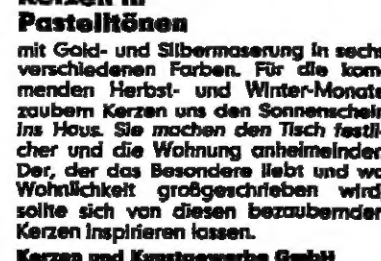 Kerzen in
Pastelltönen
mit Gold- und Silbermaserung in sechs
verschiedenen Farben. Für die kom-
menden Herbst- und Winter-Monate
zaubern Kerzen uns den Sonnenschein
ins Haus. Sie machen den Tisch festli-
cher und die Wohnung anheimelnder.
Der, der das Besondere liebt und wo
Wohnlichkeit großgeschrieben wird,
sollte sich von diesen bezaubernden
Kerzen inspirieren lassen.
Kerzen und Kunstgewerbe GmbH